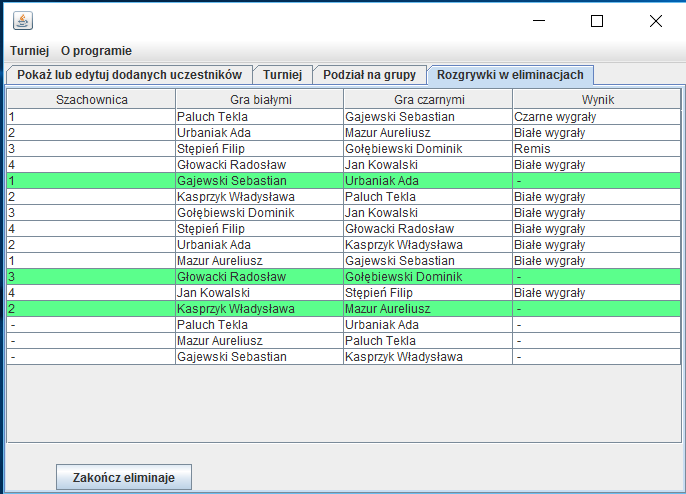 Turniej O programie
Pokaż lub edytuj dodanych uczestników Turniej Podział na grupy Rozgrywki w eliminacjach
Szachownica Gra białymi Gra czarnymi Wynik
1 Paluch Tekla Gajewski Sebastian Czarne wygrały
2 Urbaniak Ada Mazur Aureliusz Białe wygrały
3 Stępień Filip Gołębiewski Dominik Remis
4 Głowacki Radosław Jan Kowalski Białe wygrały
1 Gajewski Sebastian Urbaniak Ada -
2 Kasprzyk Władysława Paluch Tekla Białe wygrały
3 Gołębiewski Dominik Jan Kowalski Białe wygrały
4 Stępień Filip Głowacki Radosław Białe wygrały
2 Urbaniak Ada Kasprzyk Władysława Białe wygrały
1 Mazur Aureliusz Gajewski Sebastian Białe wygrały
3 Głowacki Radosław Gołębiewski Dominik -
4 Jan Kowalski Stępień Filip Białe wygrały
2 Kasprzyk Władysława Mazur Aureliusz -
- Paluch Tekla Urbaniak Ada
- Mazur Aureliusz Paluch Tekla
- Gajewski Sebastian Kasprzyk Władysława
Zakończ eliminaje